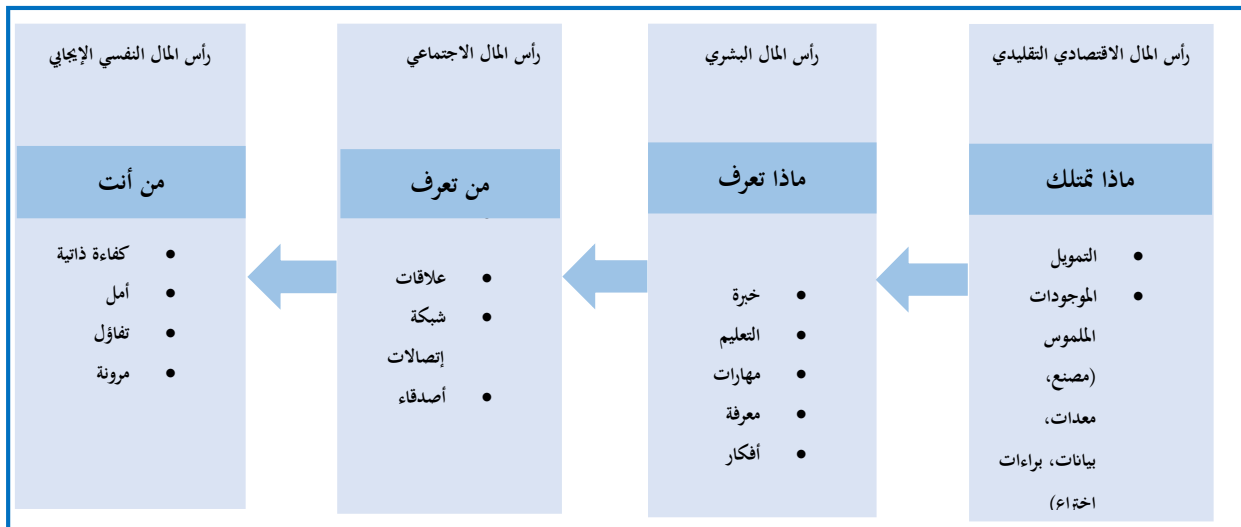 رأس المال الاقتصادي التقليدي
ماذا تمتلك
• التمويل
• الموجودات
الملموس
(مصنع،
معدات،
بيانات، براءات
اختراع)
رأس المال البشري
ماذا تعرف
• خبرة
• التعليم
• مهارات
• معرفة
• أفكار
رأس المال الاجتماعي
من تعرف
• علاقات
• شبكة
إتصالات
• أصدقاء
رأس المال النفسي الإيجابي
من أنت
• كفاءة ذاتية
• أمل
• تفاؤل
• مرونة